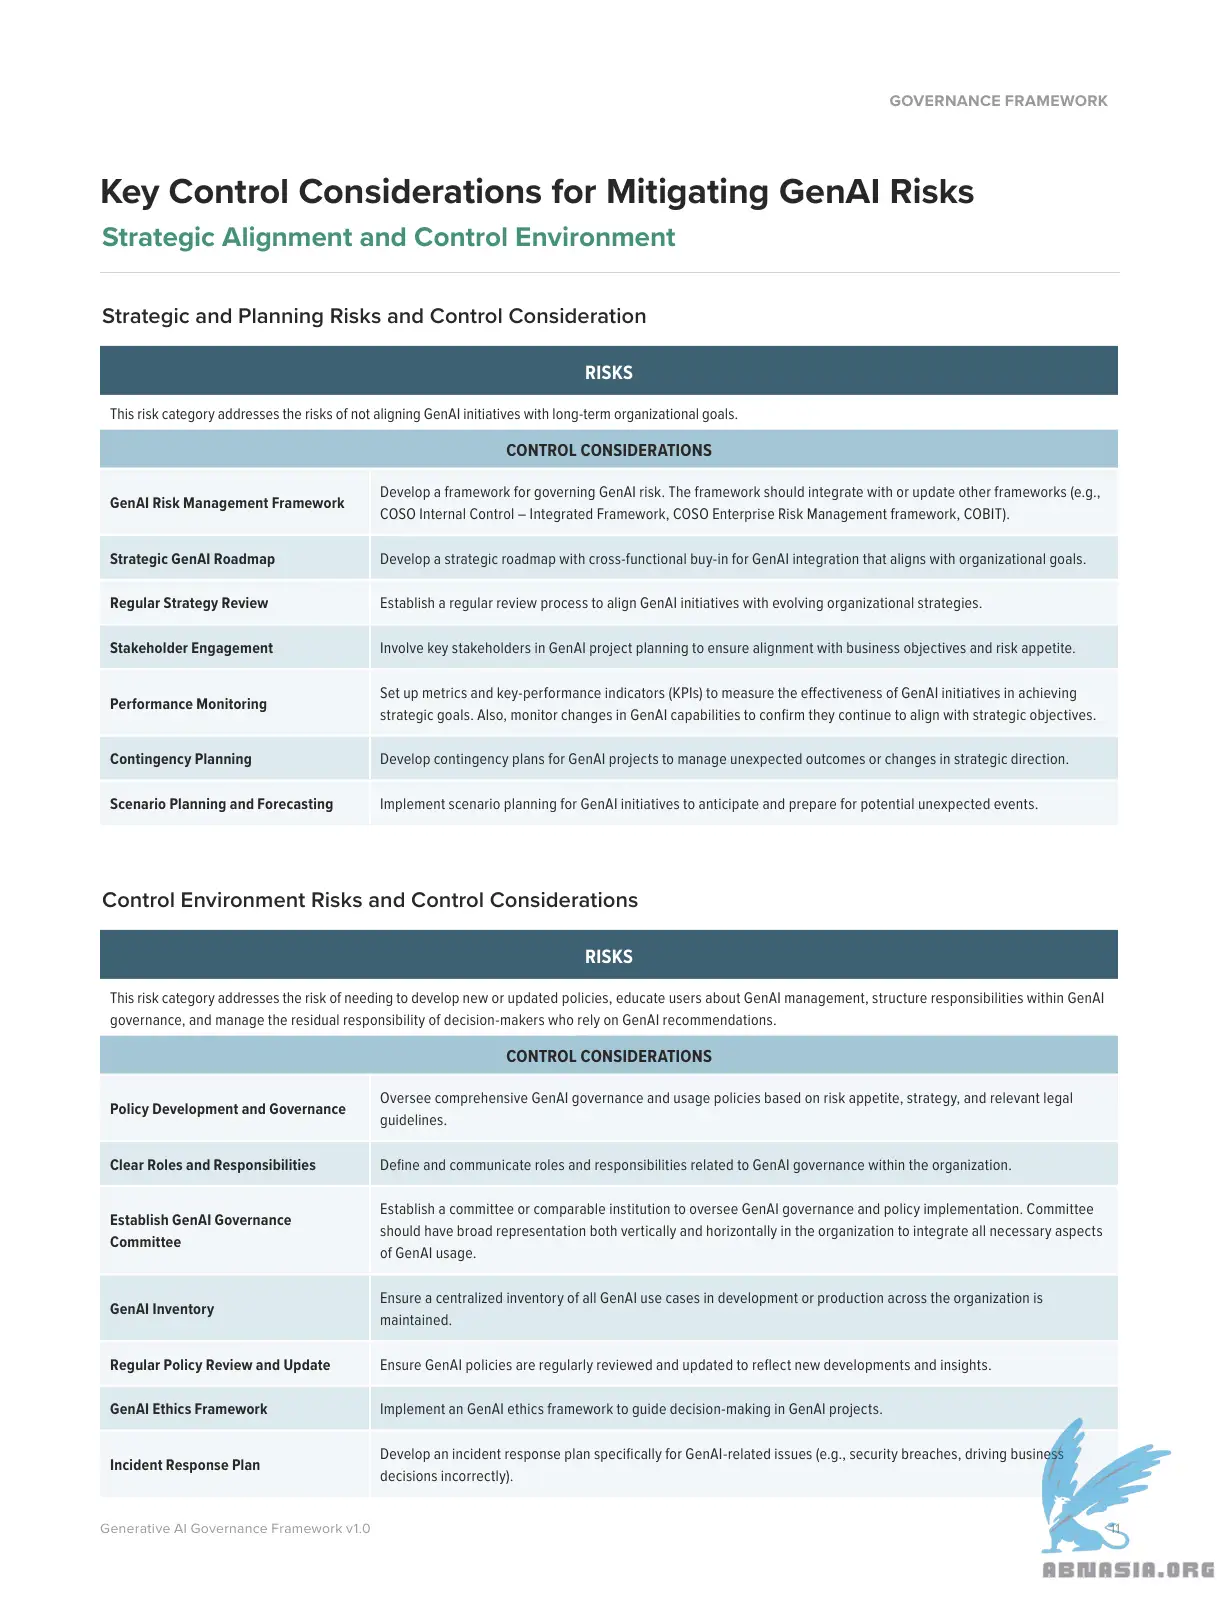 GOVERNANCE FRAMEWORK
Key Control Considerations for Mitigating GenAI Risks
Strategic Alignment and Control Environment
Strategic and Planning Risks and Control Consideration
RISKS
This risk category addresses the risks of not aligning GenAI initiatives with long-term organizational goals.
CONTROL CONSIDERATIONS
GenAI Risk Management Framework
Develop a framework for governing GenAI risk. The framework should integrate with or update other frameworks (e.g.,
COSO Internal Control – Integrated Framework, COSO Enterprise Risk Management framework, COBIT).
Strategic GenAI Roadmap
Develop a strategic roadmap with cross-functional buy-in for GenAI integration that aligns with organizational goals.
Regular Strategy Review
Establish a regular review process to align GenAI initiatives with evolving organizational strategies.
Stakeholder Engagement
Involve key stakeholders in GenAI project planning to ensure alignment with business objectives and risk appetite.
Performance Monitoring
Set up metrics and key-performance indicators (KPIs) to measure the effectiveness of GenAI initiatives in achieving
strategic goals. Also, monitor changes in GenAI capabilities to confirm they continue to align with strategic objectives.
Contingency Planning
Develop contingency plans for GenAI projects to manage unexpected outcomes or changes in strategic direction.
Scenario Planning and Forecasting
Implement scenario planning for GenAI initiatives to anticipate and prepare for potential unexpected events.
Control Environment Risks and Control Considerations
RISKS
This risk category addresses the risk of needing to develop new or updated policies, educate users about GenAI management, structure responsibilities within GenAI
governance, and manage the residual responsibility of decision-makers who rely on GenAI recommendations.
CONTROL CONSIDERATIONS
Policy Development and Governance
Oversee comprehensive GenAI governance and usage policies based on risk appetite, strategy, and relevant legal
guidelines.
Clear Roles and Responsibilities
Define and communicate roles and responsibilities related to GenAI governance within the organization.
Establish GenAI Governance
Committee
Establish a committee or comparable institution to oversee GenAI governance and policy implementation. Committee
should have broad representation both vertically and horizontally in the organization to integrate all necessary aspects
of GenAI usage.
GenAI Inventory
Ensure a centralized inventory of all GenAI use cases in development or production across the organization is
maintained.
Regular Policy Review and Update
Ensure GenAI policies are regularly reviewed and updated to reflect new developments and insights.
GenAI Ethics Framework
Implement an GenAI ethics framework to guide decision-making in GenAI projects.
Incident Response Plan
Develop an incident response plan specifically for GenAI-related issues (e.g., security breaches, driving business
decisions incorrectly).
Generative AI Governance Framework v1.0
11
ABNASIA.ORG